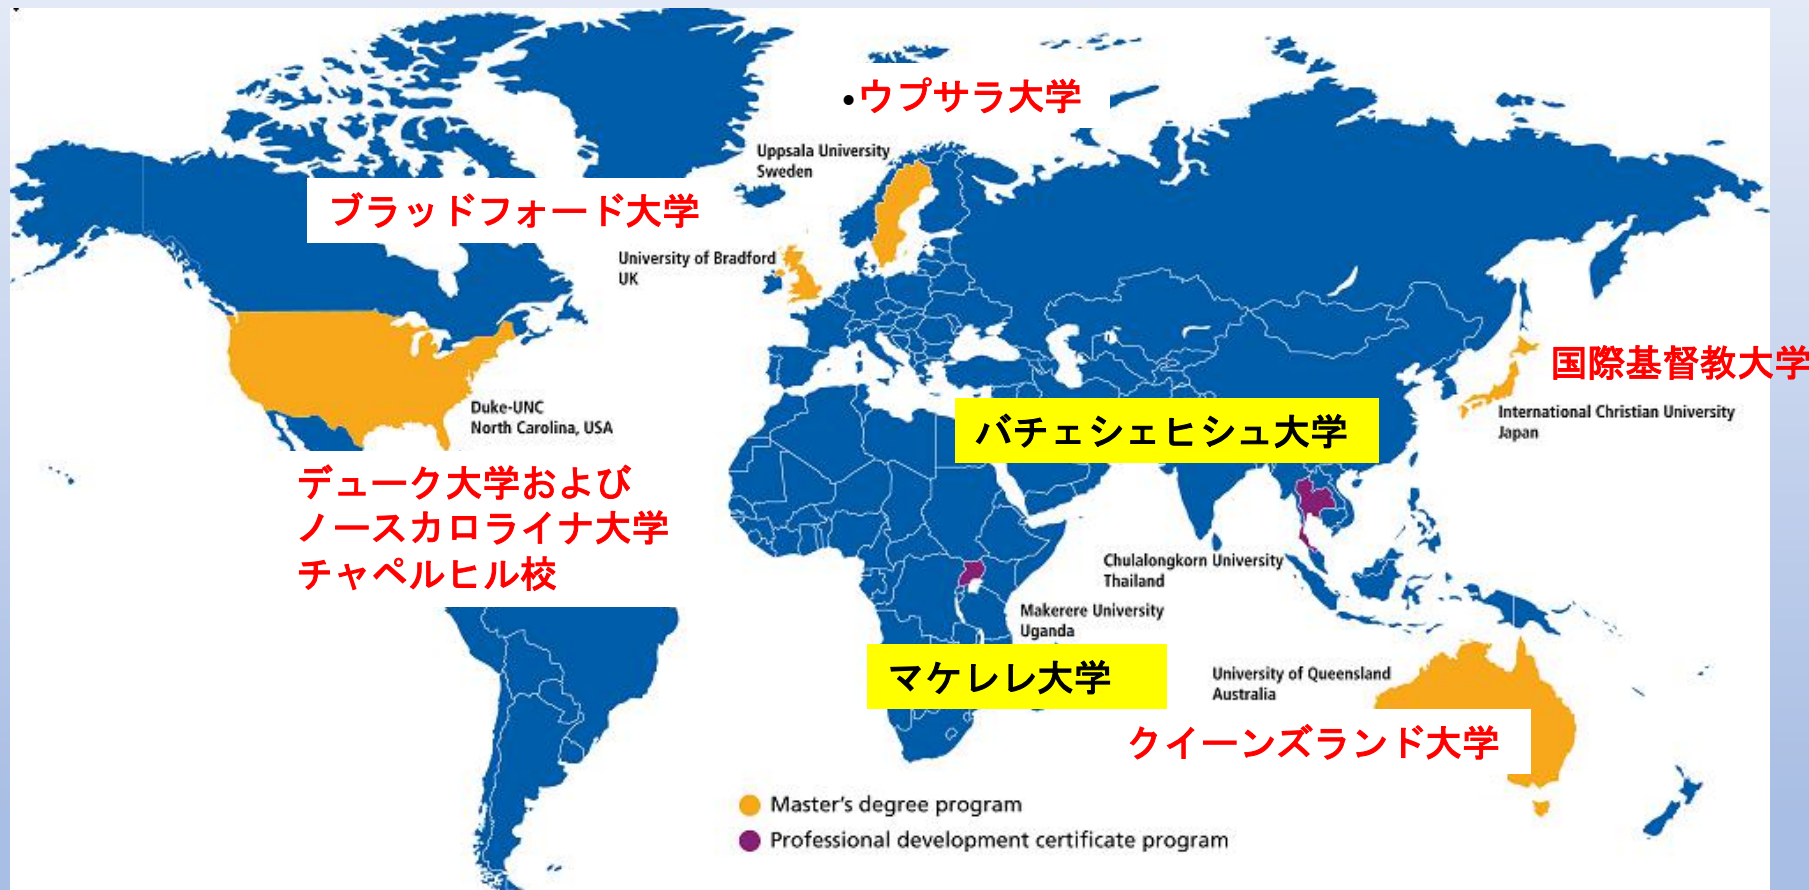 •ウプサラ大学
Uppsala University
Sweden
ブラッドフォード大学
University of Bradford
UK
国際基督教大学
International Christian University
Japan
Duke-UNC
North Carolina, USA
バチェシェヒシュ大学
デューク大学および
ノースカロライナ大学
チャペルヒル校
Chulalongkorn University
Thailand
Makerere University
Uganda
マケレレ大学
University of Queensland
Australia
クイーンズランド大学
Master's degree program
Professional development certificate program